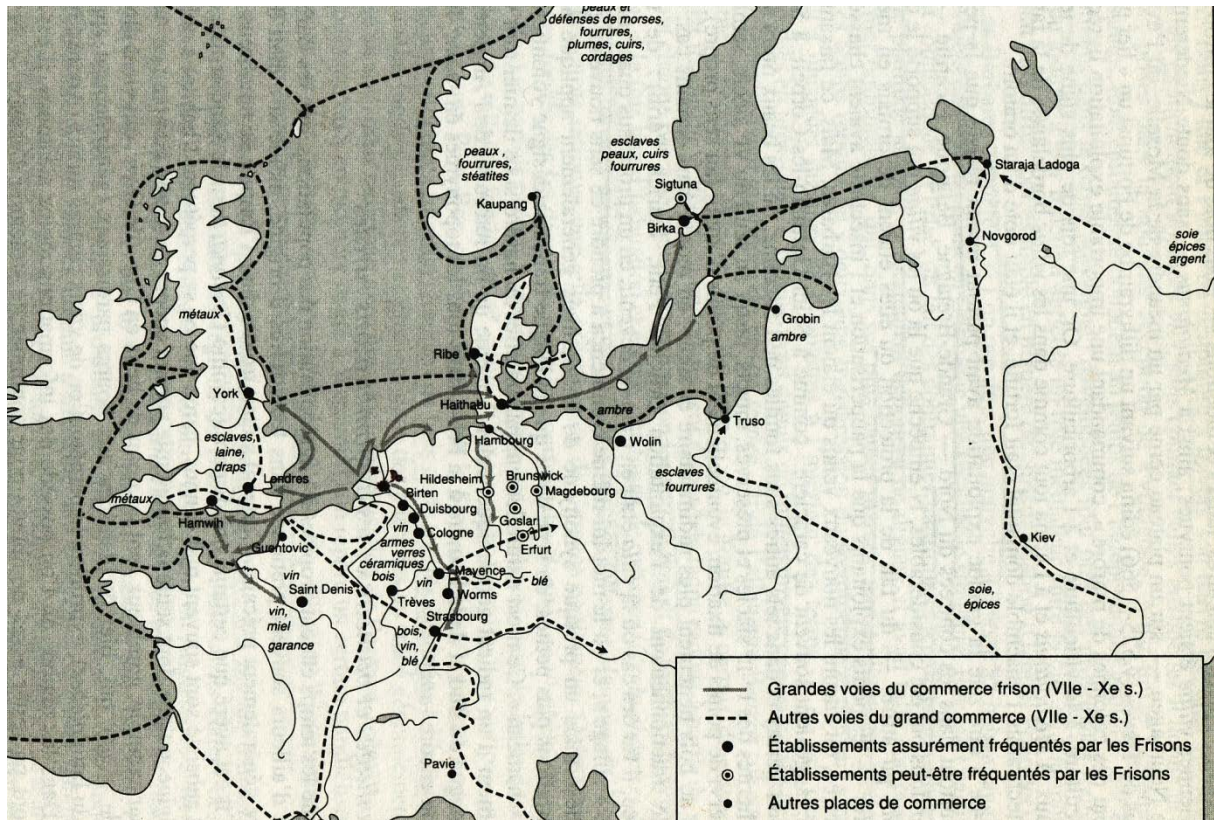 peaux et
défenses de morses,
fourrures,
plumes, cuirs,
cordages
peaux ,
fourrures,
stéatites
Kaupang
esclaves
peaux, cuirs
fourrures
Sigtuna
Birka
Staraja Ladoga
Novgorod
soie
épices
argent
Grobin
ambre
métaux
Ribe
York
Haithabu
ambre
Truso
Wolin
Hambourg
esclaves,
laine,
draps
esclaves
fourrures
Londres
Hildesheim
Brunswick
Magdebourg
Birten
métaux
Hamwih
Duisbourg
Goslar
Cologne
Erfurt
Kiev
Guentovic
vin
armes
verres
céramiques
bois
vin
Mayence
blé
vin
Saint Denis
Trèves
Worms
soie,
épices
vin,
miel
garance
Strasbourg
bois,
vin,
blé
Pavie
Grandes voies du commerce frison (VIIe - Xe s.)
Autres voies du grand commerce (VIIe - Xe s.)
Établissements assurément fréquentés par les Frisons
Établissements peut-être fréquentés par les Frisons
Autres places de commerce